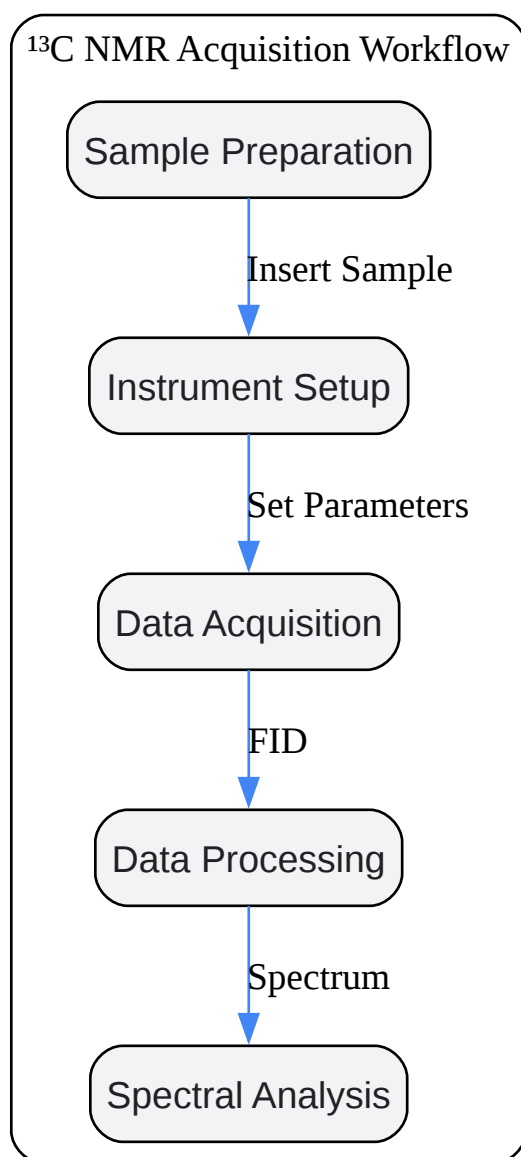 ¹³C NMR Acquisition Workflow
Sample Preparation
Insert Sample
Instrument Setup
Set Parameters
Data Acquisition
FID
Data Processing
Spectrum
Spectral Analysis